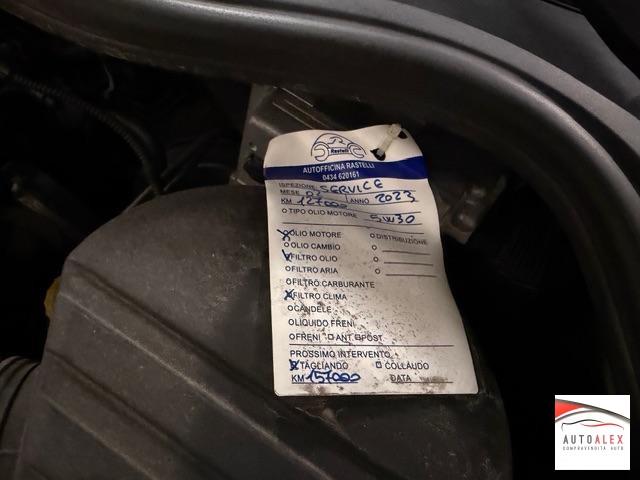 Rastelli
AUTOFFICINA RASTELLI
0434 620161
ISPEZIONE SERVICE
MESE ANNO 2023
KM 127000
TIPO OLIO MOTORE 5W30
OLIO MOTORE DISTRIBUZIONE
OLIO CAMBIO
FILTRO OLIO
FILTRO ARIA
FILTRO CARBURANTE
FILTRO CLIMA
CANDELE
LIQUIDO FRENI
FRENI ANT. POST
PROSSIMO INTERVENTO
TAGLIANDO COLLAUDO
KM 157000 DATA
AUTOALEX
COMPRAVENDITA AUTO